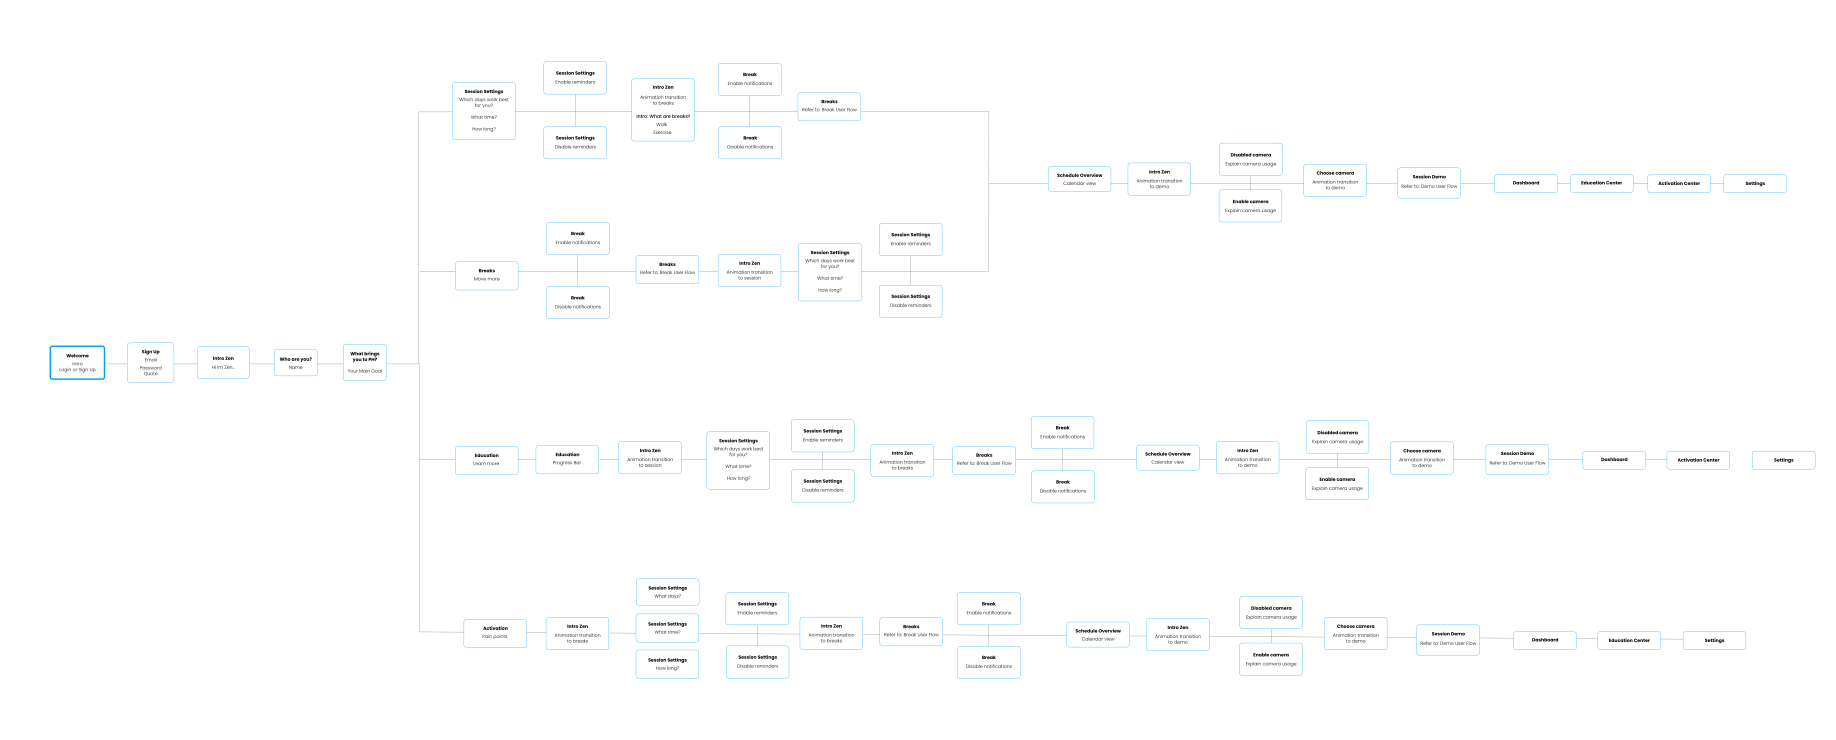 Welcome
Intro
Login or Sign Up
Sign Up
Email
Password
Quote
Intro Zen
Hi im Zen..
Who are you?
Name
What brings
you to PH?
Your Main Goal
Session Settings
Which days work best
for you?
What time?
How long?
Session Settings
Enable reminders
Session Settings
Disable reminders
Intro Zen
Animation transition
to breaks
Intro: What are breaks?
Walk
Exercise
Break
Enable notifications
Break
Disable notifications
Breaks
Refer to: Break User Flow
Breaks
Move more
Break
Enable notifications
Break
Disable notifications
Breaks
Refer to: Break User Flow
Intro Zen
Animation transition
to session
Session Settings
Which days work best
for you?
What time?
How long?
Session Settings
Enable reminders
Session Settings
Disable reminders
Schedule Overview
Calendar view
Intro Zen
Animation transition
to demo
Disabled camera
Explain camera usage
Enable camera
Explain camera usage
Choose camera
Animation transition
to demo
Session Demo
Refer to: Demo User Flow
Dashboard
Education Center
Activation Center
Settings
Education
Learn more
Education
Progress Bar
Intro Zen
Animation transition
to session
Session Settings
Which days work best
for you?
What time?
How long?
Session Settings
Enable reminders
Session Settings
Disable reminders
Intro Zen
Animation transition
to breaks
Breaks
Refer to: Break User Flow
Break
Enable notifications
Break
Disable notifications
Schedule Overview
Calendar view
Intro Zen
Animation transition
to demo
Disabled camera
Explain camera usage
Enable camera
Explain camera usage
Choose camera
Animation transition
to demo
Session Demo
Refer to: Demo User Flow
Dashboard
Activation Center
Settings
Activation
Pain points
Intro Zen
Animation transition
to breaks
Session Settings
What days?
Session Settings
What time?
Session Settings
How long?
Session Settings
Enable reminders
Session Settings
Disable reminders
Intro Zen
Animation transition
to breaks
Breaks
Refer to: Break User Flow
Break
Enable notifications
Break
Disable notifications
Schedule Overview
Calendar view
Intro Zen
Animation transition
to demo
Disabled camera
Explain camera usage
Enable camera
Explain camera usage
Choose camera
Animation transition
to demo
Session Demo
Refer to: Demo User Flow
Dashboard
Education Center
Settings